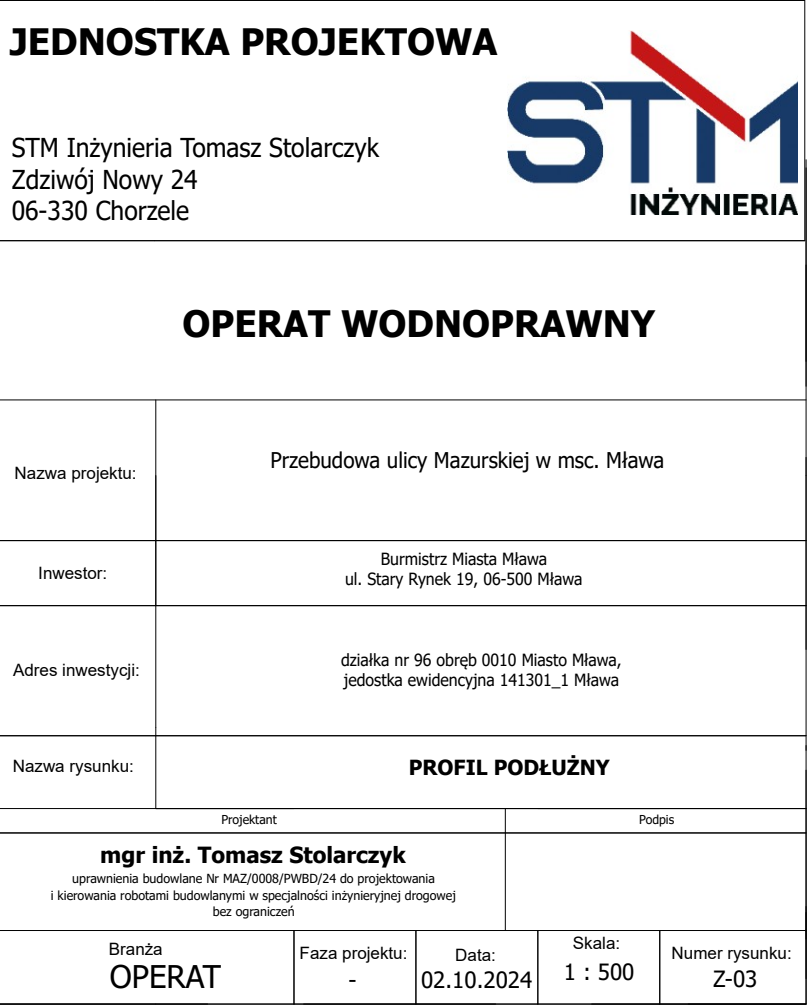 JEDNOSTKA PROJEKTOWA
STM Inżynieria Tomasz Stolarczyk
Zdziwój Nowy 24
06-330 Chorzele
STM
INŻYNIERIA
OPERAT WODNOPRAWNY
Nazwa projektu:
Przebudowa ulicy Mazurskiej w msc. Mława
Inwestor:
Burmistrz Miasta Mława
ul. Stary Rynek 19, 06-500 Mława
Adres inwestycji:
działka nr 96 obręb 0010 Miasto Mława,
jedostka ewidencyjna 141301_1 Mława
Nazwa rysunku:
PROFIL PODŁUŻNY
Projektant
Podpis
mgr inż. Tomasz Stolarczyk
uprawnienia budowlane Nr MAZ/0008/PWBD/24 do projektowania
i kierowania robotami budowlanymi w specjalności inżynieryjnej drogowej
bez ograniczeń
Branża
OPERAT
Faza projektu:
-
Data:
02.10.2024
Skala:
1 : 500
Numer rysunku:
Z-03